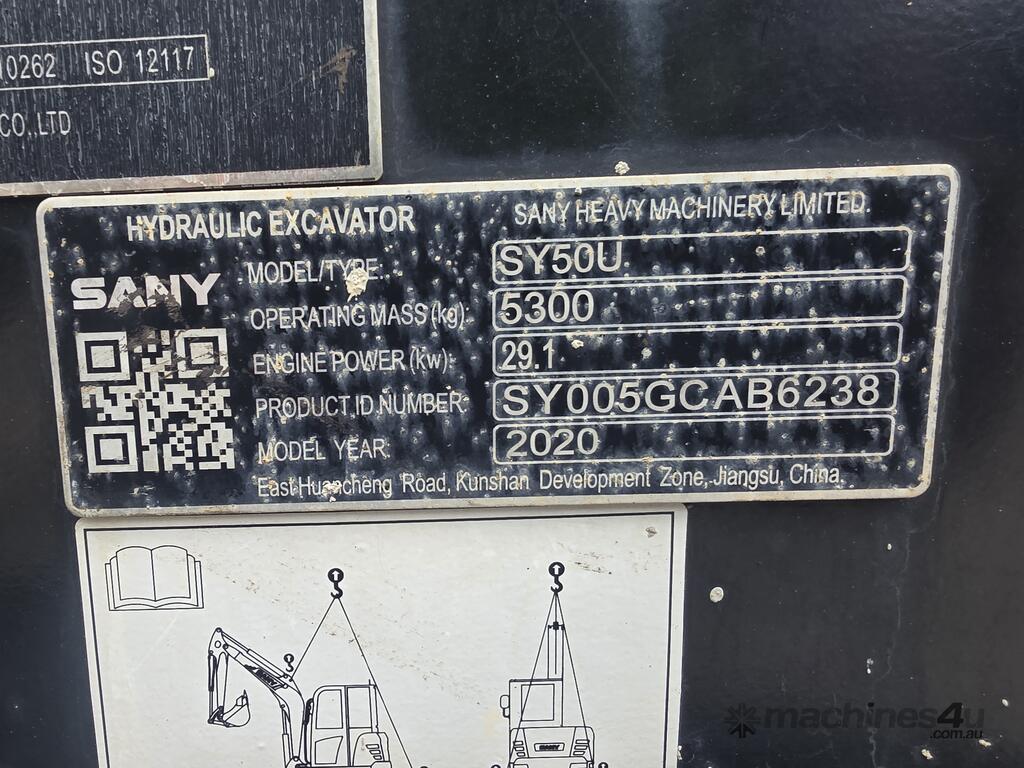 10262 ISO 12117
CO.,LTD
HYDRAULIC EXCAVATOR
SANY HEAVY MACHINERY LIMITED.
SANY
MODEL/TYPE: SY50U
OPERATING MASS (kg): 5300
ENGINE POWER (kw): 29.1
PRODUCT ID NUMBER: SY005GCAB6238
MODEL YEAR: 2020
East Huancheng Road, Kunshan Development Zone, Jiangsu, China.
SANY
SANY
machines4u
.com.au